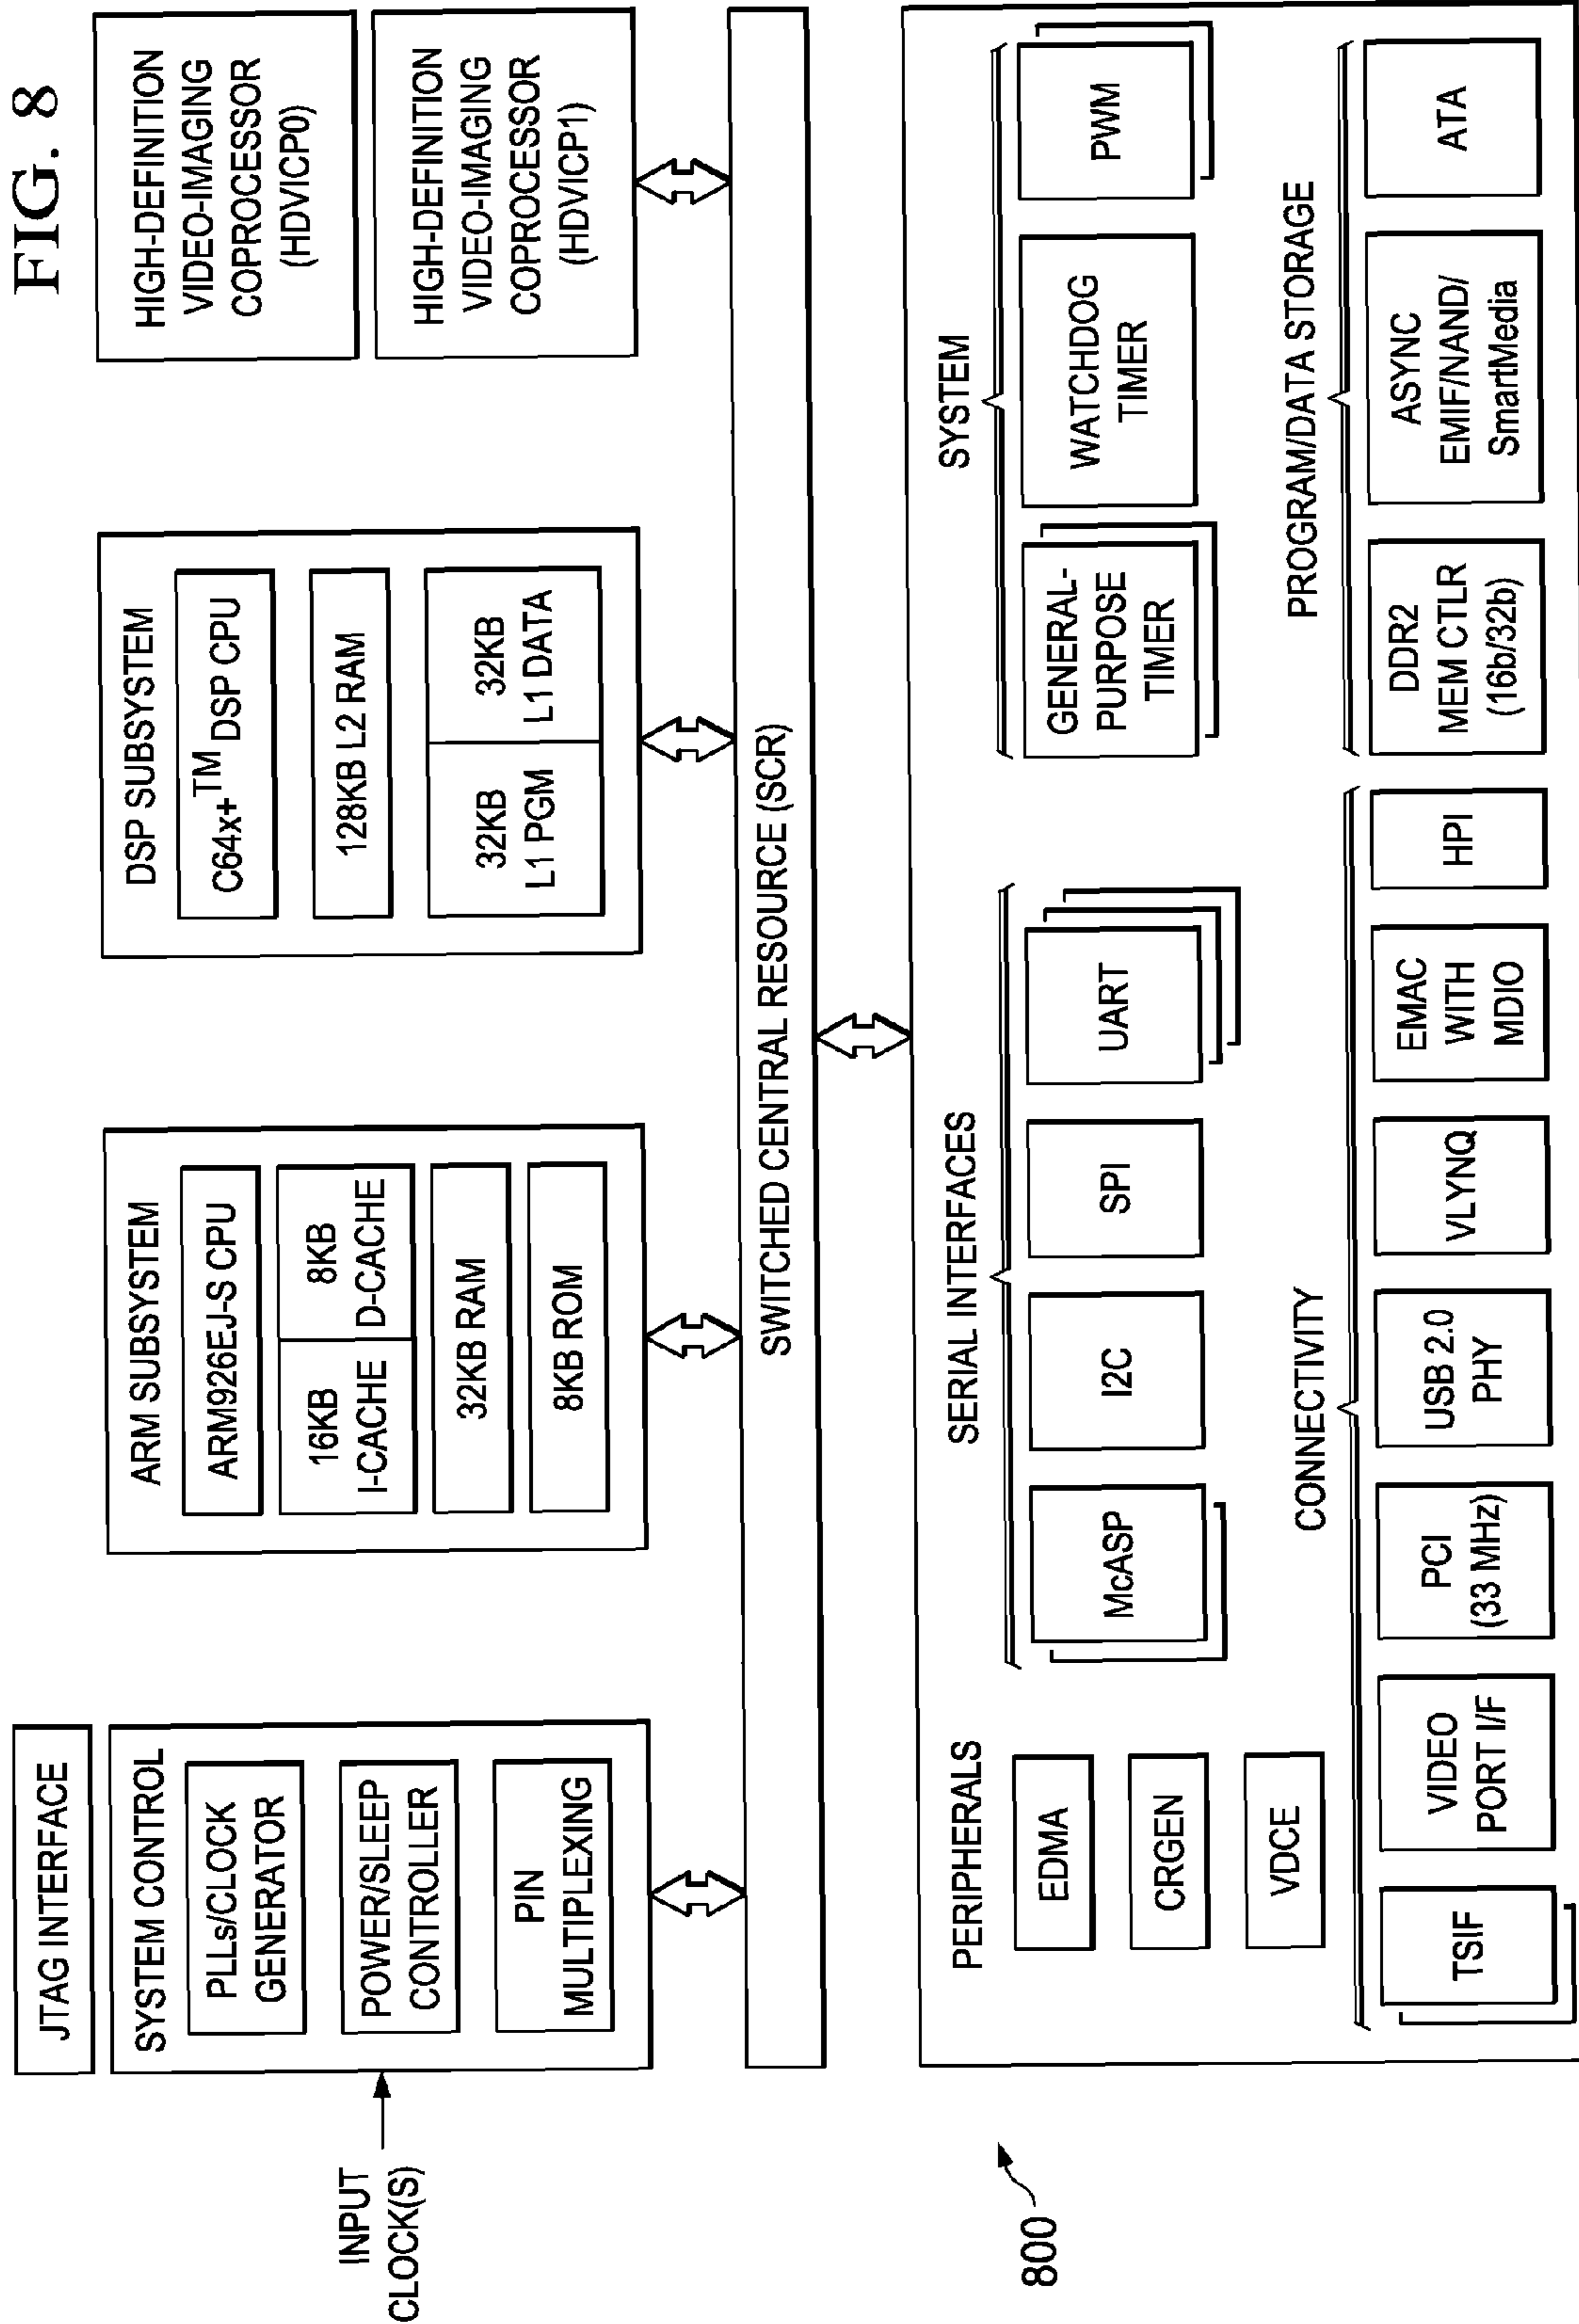 FIG. 8
JTAG INTERFACE
SYSTEM CONTROL
PLLs/CLOCK
GENERATOR
POWER/SLEEP
CONTROLLER
PIN
MULTIPLEXING
INPUT
CLOCK(S)
ARM SUBSYSTEM
ARM926EJ-S CPU
16KB
I-CACHE
8KB
D-CACHE
32KB RAM
8KB ROM
DSP SUBSYSTEM
C64x+TM DSP CPU
128KB L2 RAM
32KB
L1 PGM
32KB
L1 DATA
HIGH-DEFINITION
VIDEO-IMAGING
COPROCESSOR
(HDVICP0)
HIGH-DEFINITION
VIDEO-IMAGING
COPROCESSOR
(HDVICP1)
SWITCHED CENTRAL RESOURCE (SCR)
PERIPHERALS
EDMA
CRGEN
VDCE
SERIAL INTERFACES
McASP
I2C
SPI
UART
SYSTEM
GENERAL-
PURPOSE
TIMER
WATCHDOG
TIMER
PWM
CONNECTIVITY
TSIF
VIDEO
PORT I/F
PCI
(33 MHz)
USB 2.0
PHY
VLYNQ
EMAC
WITH
MDIO
HPI
PROGRAM/DATA STORAGE
DDR2
MEM CTLR
(16b/32b)
ASYNC
EMIF/NAND/
SmartMedia
ATA
800